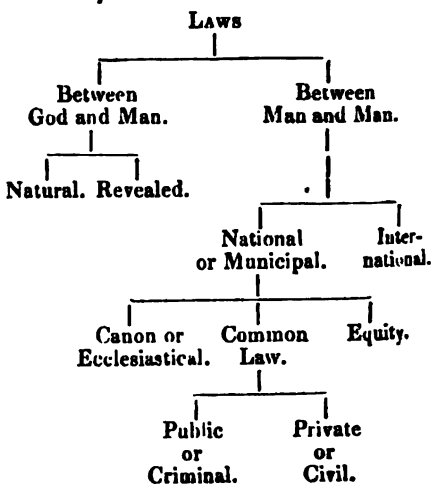 LAWS
Between Between
God and Man. Man and Man.
Natural. Revealed.
National Inter-
or Municipal. national.
Canon or Common Equity.
Ecclesiastical. Law.
Public Private
or or
Criminal. Civil.